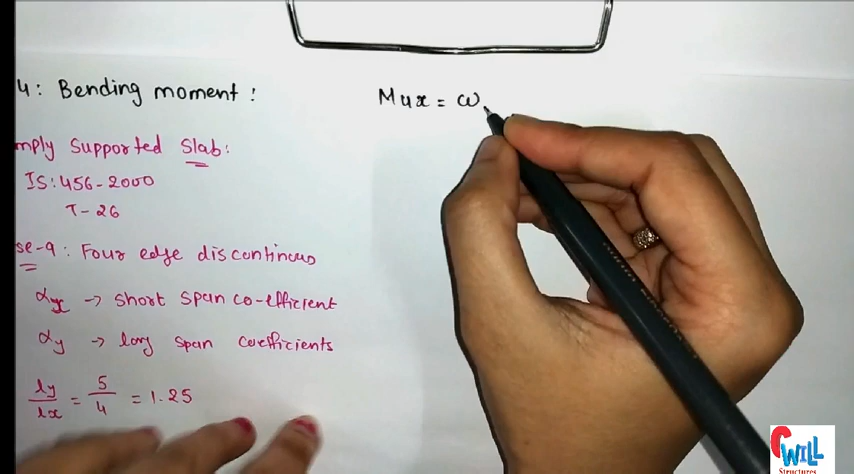 4: Bending moment:
mply supported slab:
IS: 456-2000
T-26
se-9: Four edge discontinous
αx -> short span co-efficient
αy -> long span coefficients
ly/lx = 5/4 = 1.25
Mux = ω
CWILL
Structures